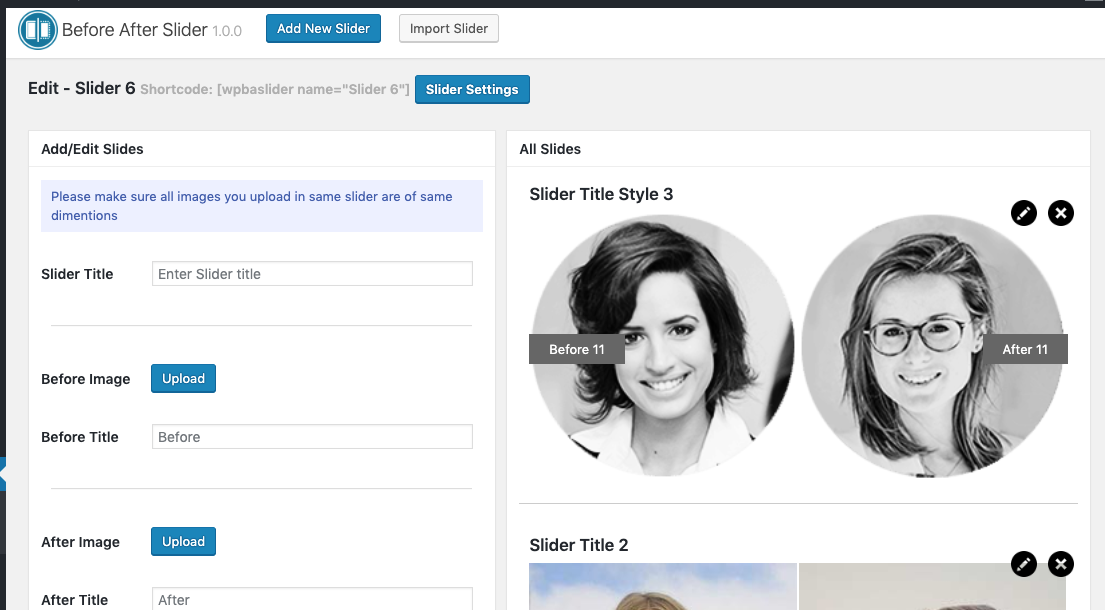 Before After Slider 1.0.0
Add New Slider
Import Slider
Edit - Slider 6 Shortcode: [wpbaslider name="Slider 6"]
Slider Settings
Add/Edit Slides
Please make sure all images you upload in same slider are of same
dimentions
Slider Title
Enter Slider title
Before Image
Upload
Before Title
Before
After Image
Upload
After Title
After
All Slides
Slider Title Style 3
Before 11
After 11
Slider Title 2